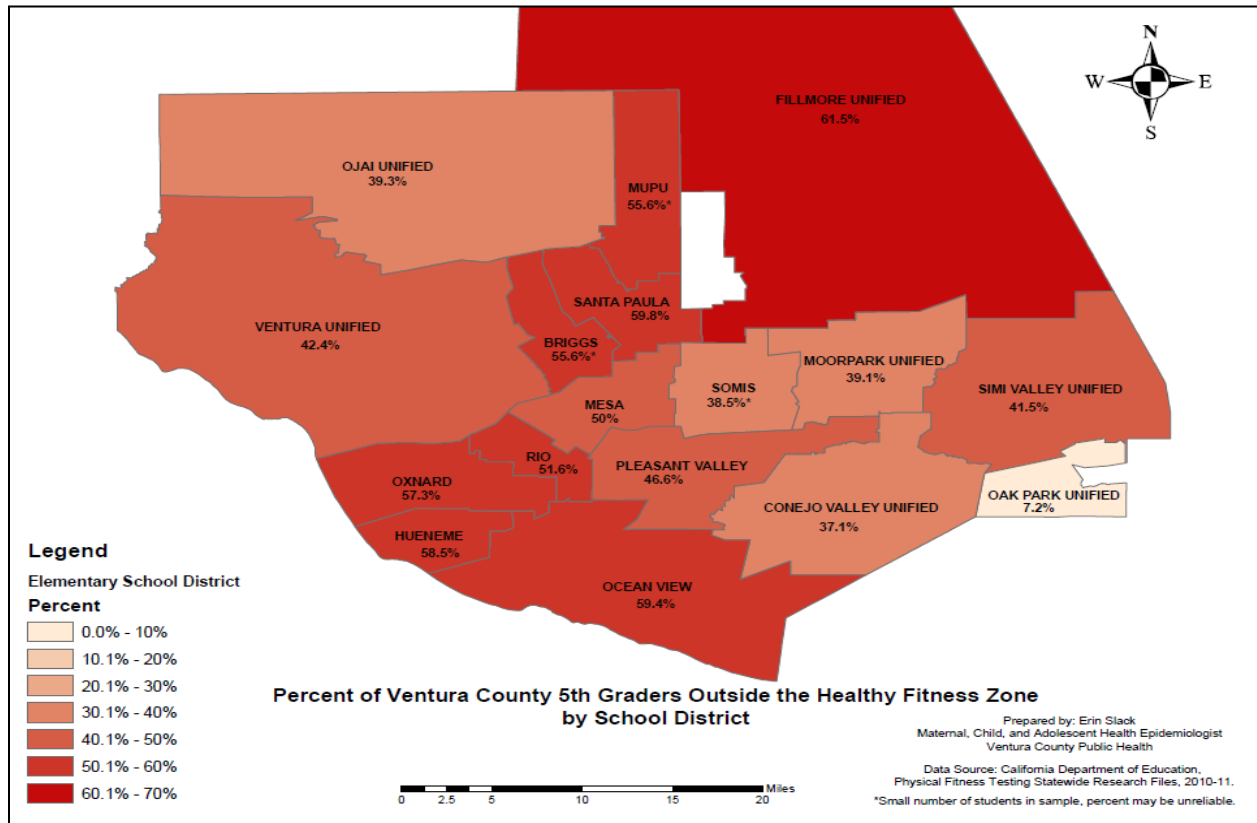 N
W E
S
FILLMORE UNIFIED
61.5%
OJAI UNIFIED
39.3%
MUPU
55.6%*
SANTA PAULA
59.8%
VENTURA UNIFIED
42.4%
BRIGGS
55.6%*
MOORPARK UNIFIED
39.1%
SOMIS
38.5%*
SIMI VALLEY UNIFIED
41.5%
MESA
50%
RIO
51.6%
PLEASANT VALLEY
46.6%
OXNARD
57.3%
OAK PARK UNIFIED
7.2%
CONEJO VALLEY UNIFIED
37.1%
HUENEME
58.5%
OCEAN VIEW
59.4%
Legend
Elementary School District
Percent
0.0% - 10%
10.1% - 20%
20.1% - 30%
30.1% - 40%
40.1% - 50%
50.1% - 60%
60.1% - 70%
Percent of Ventura County 5th Graders Outside the Healthy Fitness Zone
by School District
Prepared by: Erin Slack
Maternal, Child, and Adolescent Health Epidemiologist
Ventura County Public Health
Data Source: California Department of Education,
Physical Fitness Testing Statewide Research Files, 2010-11.
*Small number of students in sample, percent may be unreliable.
Miles
0 2.5 5 10 15 20